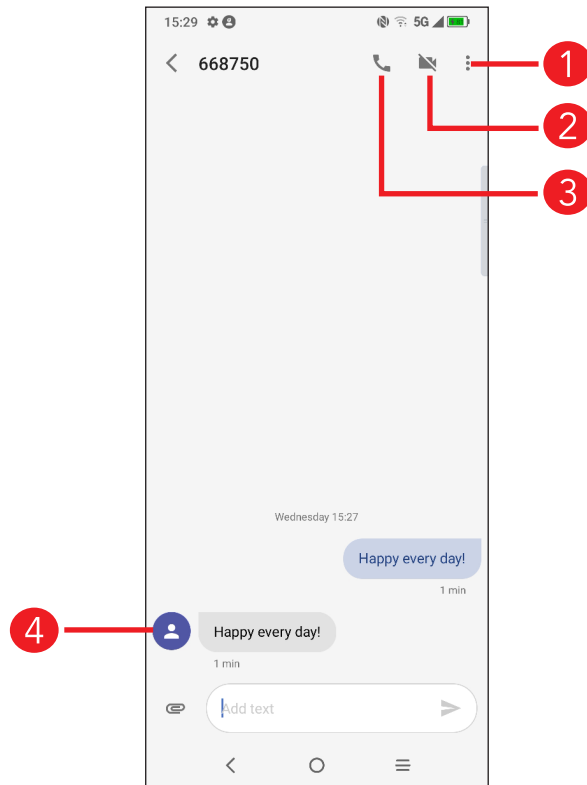 15:29 5G
668750
1
2
3
Wednesday 15:27
Happy every day!
1 min
4
Happy every day!
1 min
Add text